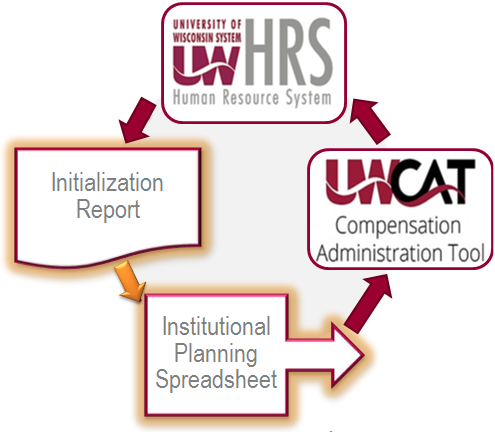 UNIVERSITY OF
WISCONSIN SYSTEM
UW HRS
Human Resource System
Initialization
Report
UWCAT
Compensation
Administration Tool
Institutional
Planning
Spreadsheet